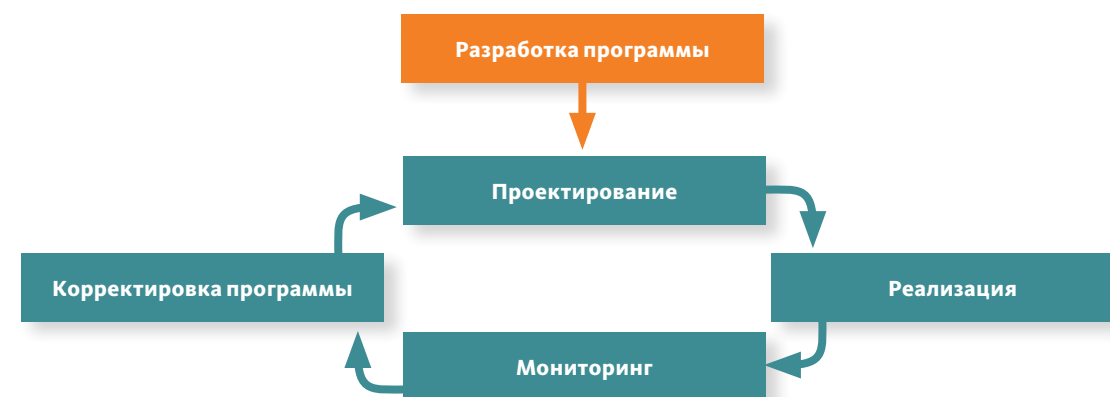 Разработка программы
Проектирование
Корректировка программы
Реализация
Мониторинг